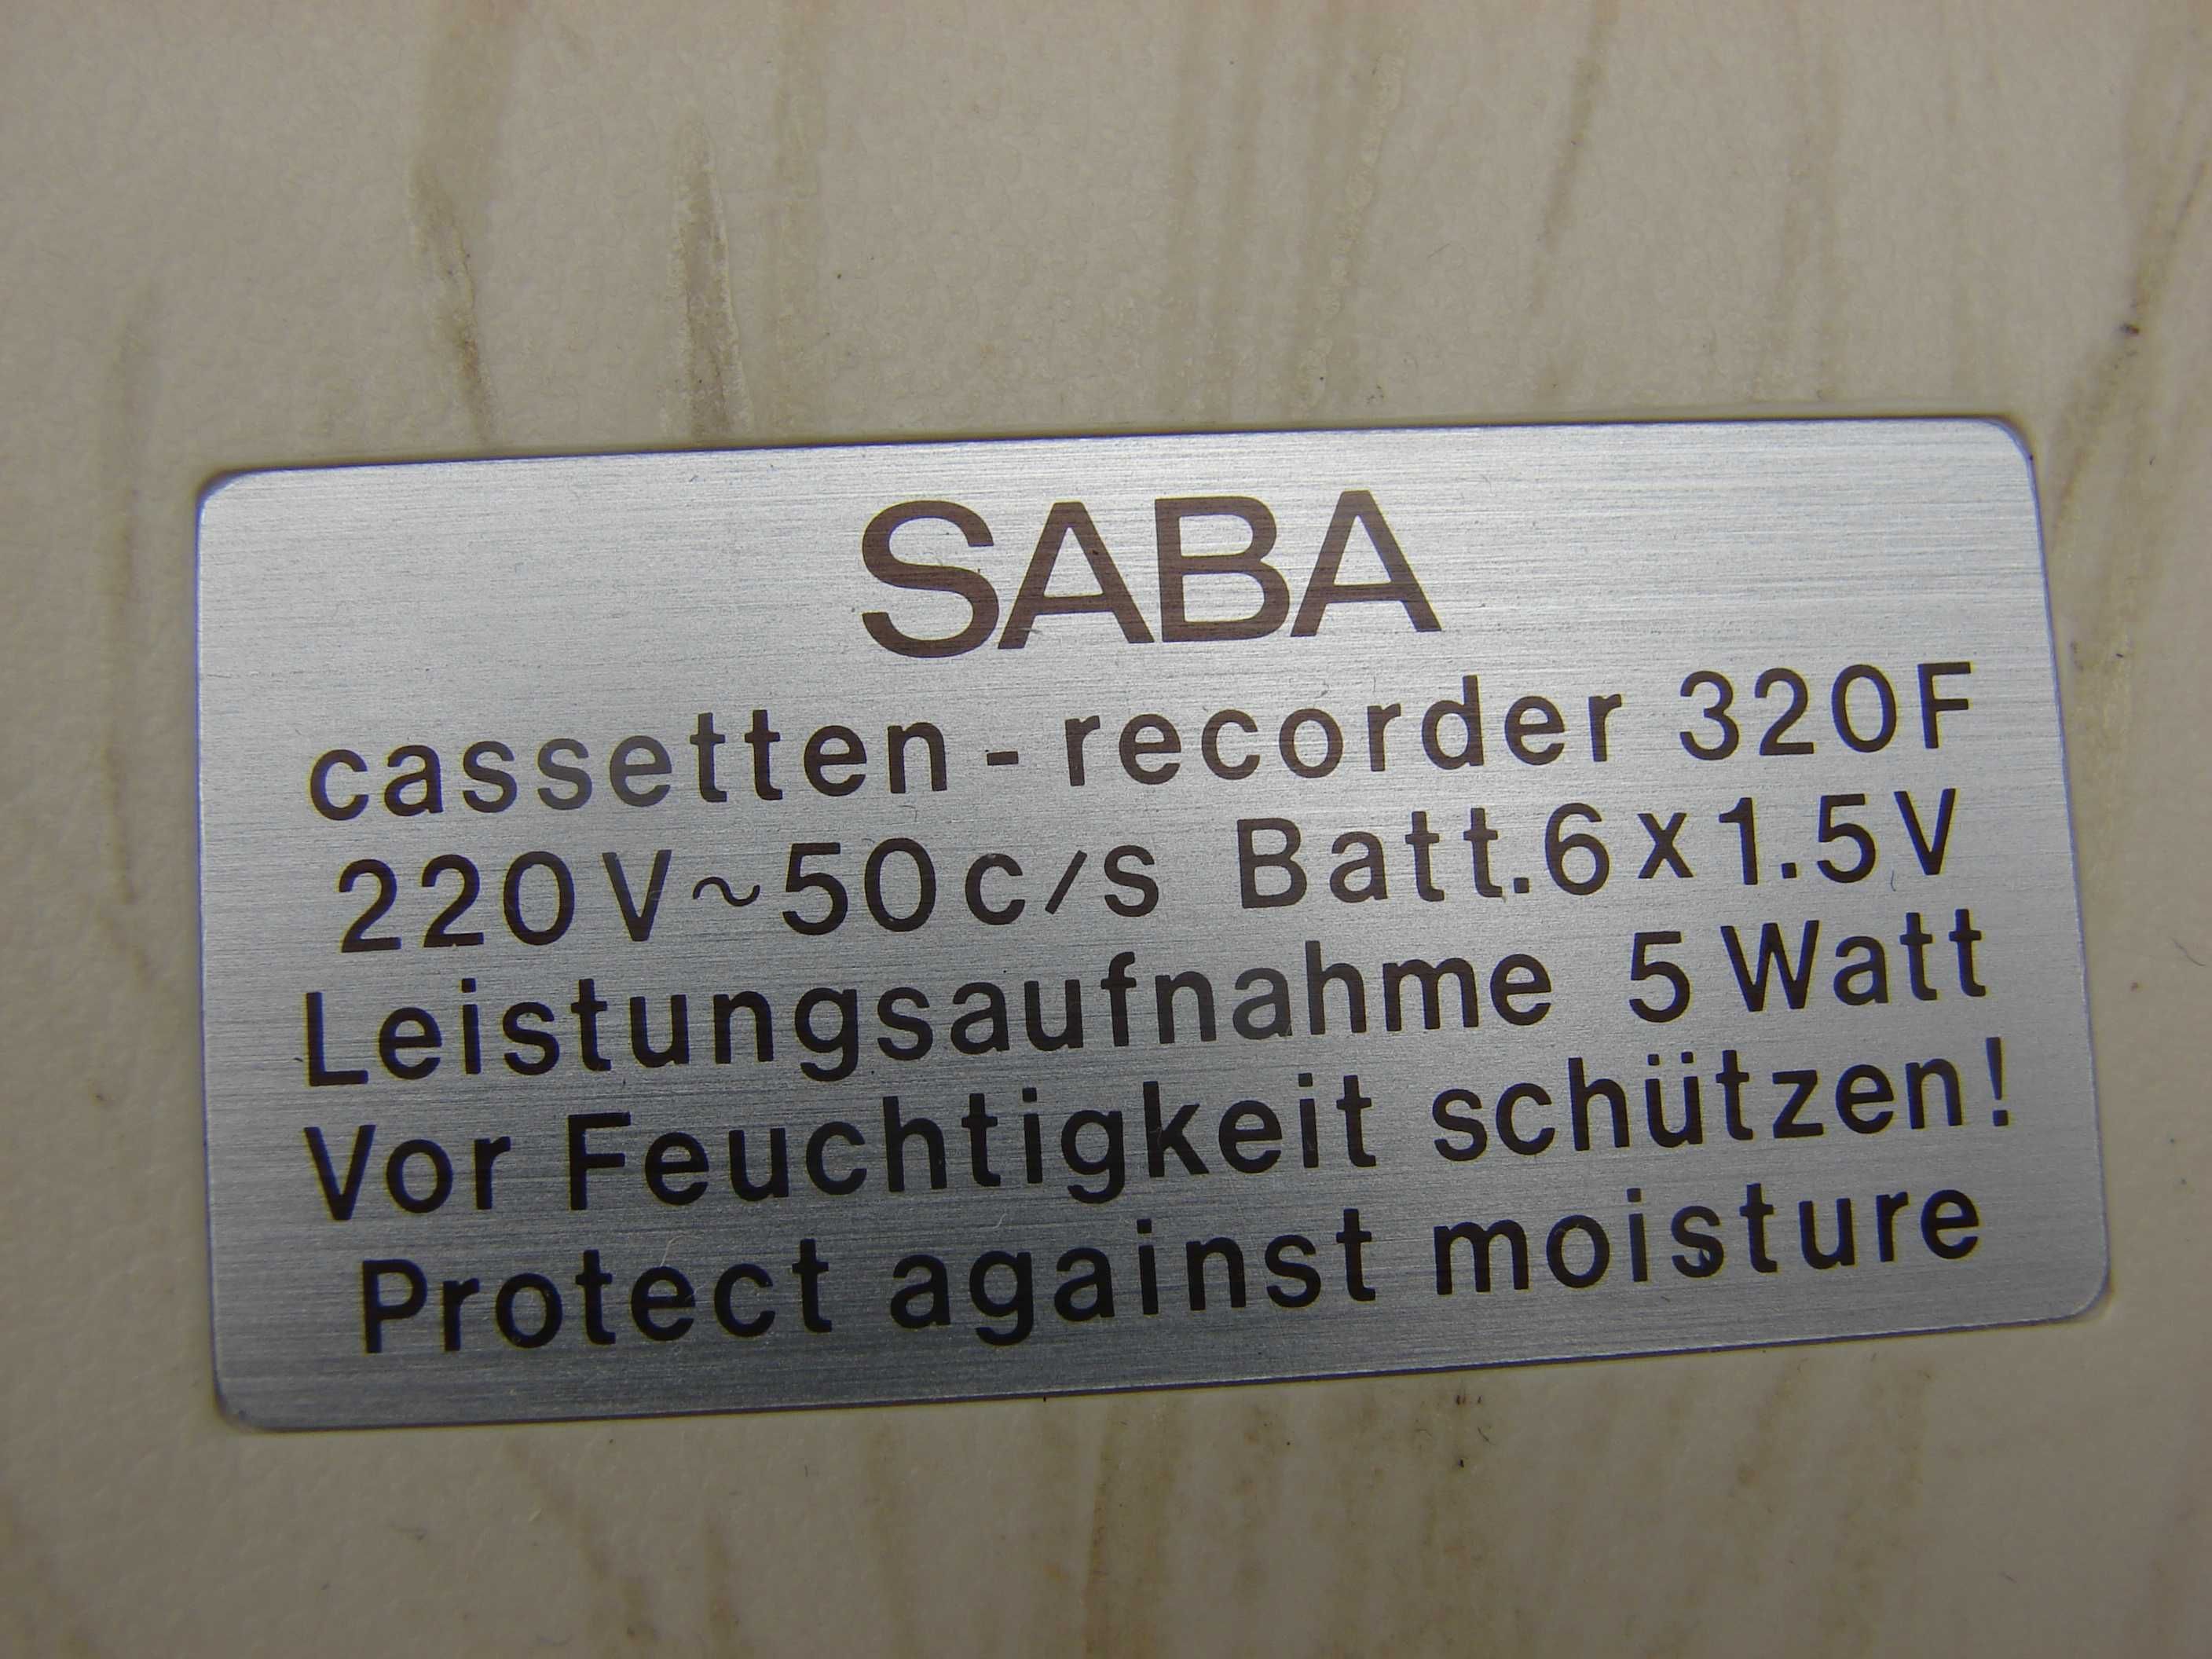 SABA
cassetten - recorder 320F
220V~50c/s Batt.6x1.5V
Leistungsaufnahme 5 Watt
Vor Feuchtigkeit schützen!
Protect against moisture